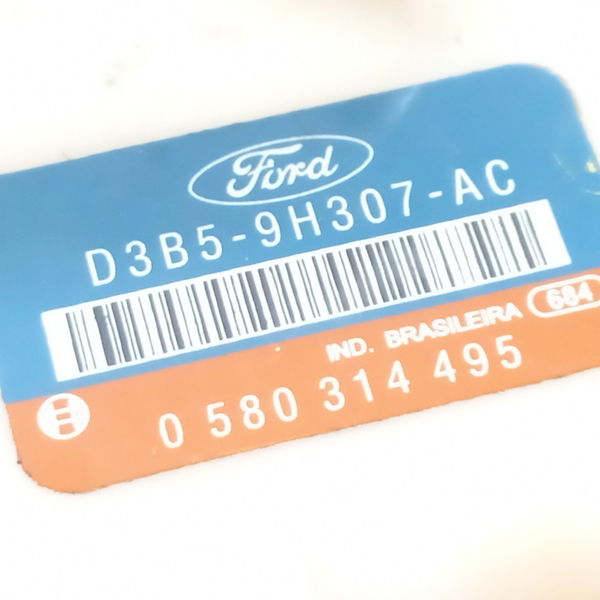 Ford
D3B5-9H307-AC
IND. BRASILEIRA 684
0 580 314 495